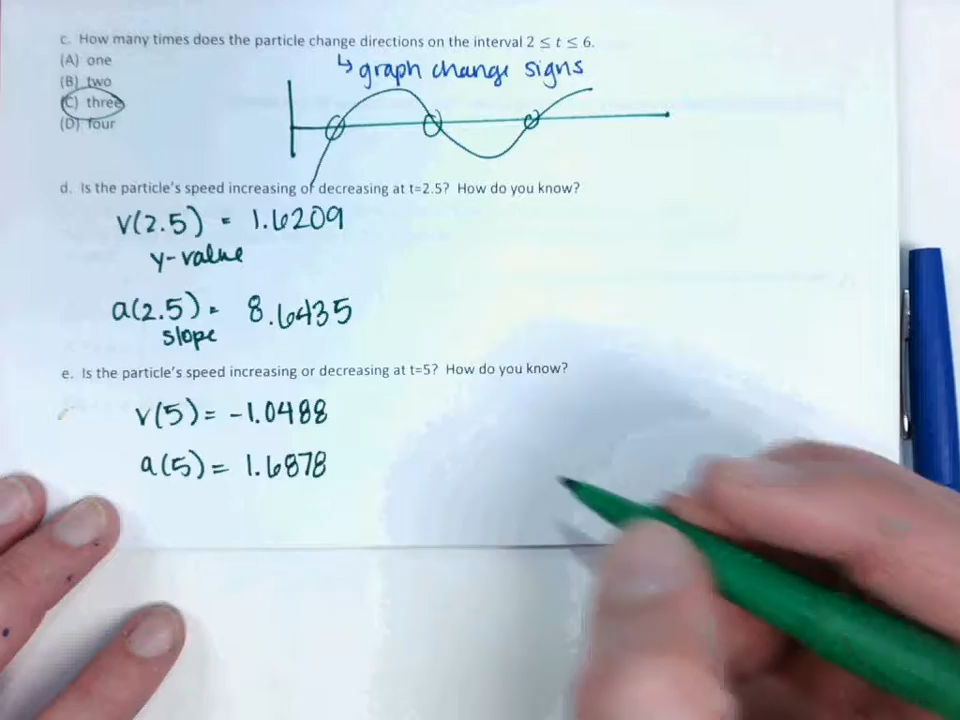 c. How many times does the particle change directions on the interval 2 ≤ t ≤ 6.
(A) one
↳ graph change signs
(B) two
(C) three
(D) four
d. Is the particle's speed increasing or decreasing at t=2.5? How do you know?
v(2.5) = 1.6209
y-value
a(2.5) = 8.6435
slope
e. Is the particle's speed increasing or decreasing at t=5? How do you know?
v(5) = -1.0488
a(5) = 1.6878